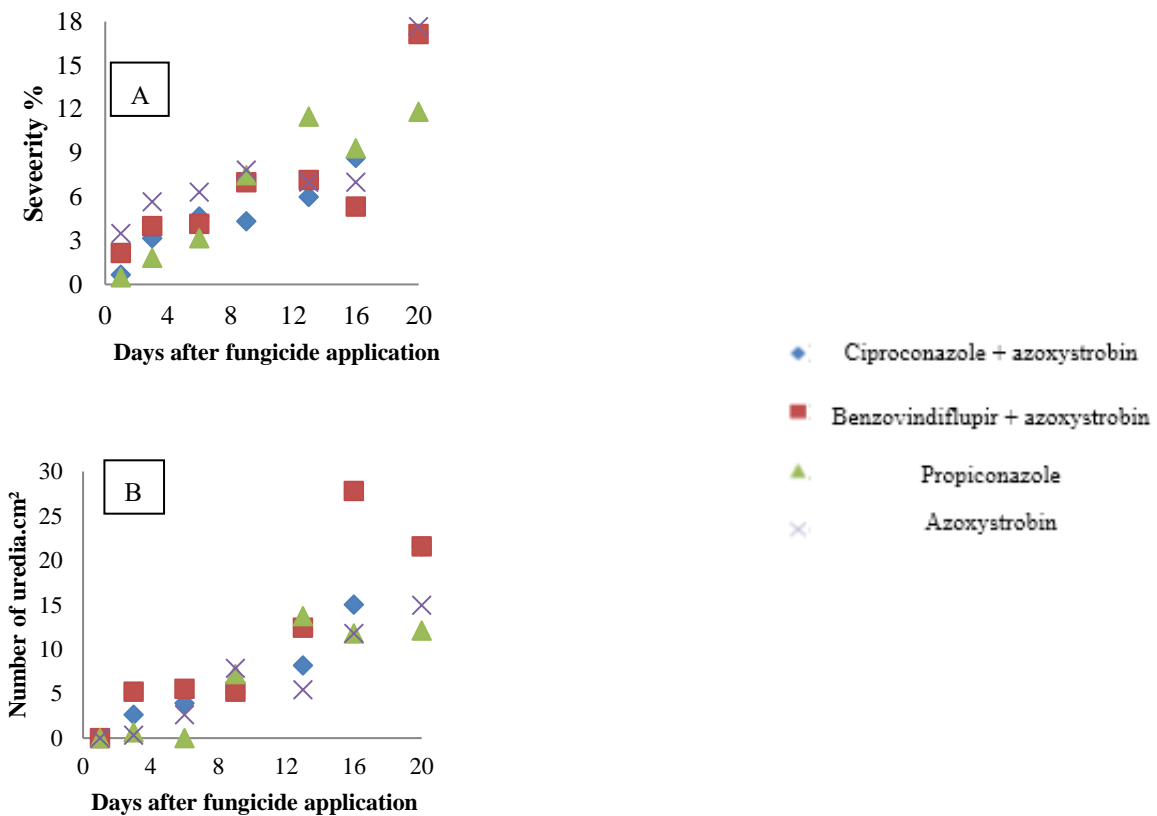 18
15
12
9
6
3
0
A
Seveerity %
0 4 8 12 16 20
Days after fungicide application
Ciproconazole + azoxystrobin
Benzovindiflupir + azoxystrobin
Propiconazole
Azoxystrobin
30
25
20
15
10
5
0
B
Number of uredia.cm²
0 4 8 12 16 20
Days after fungicide application